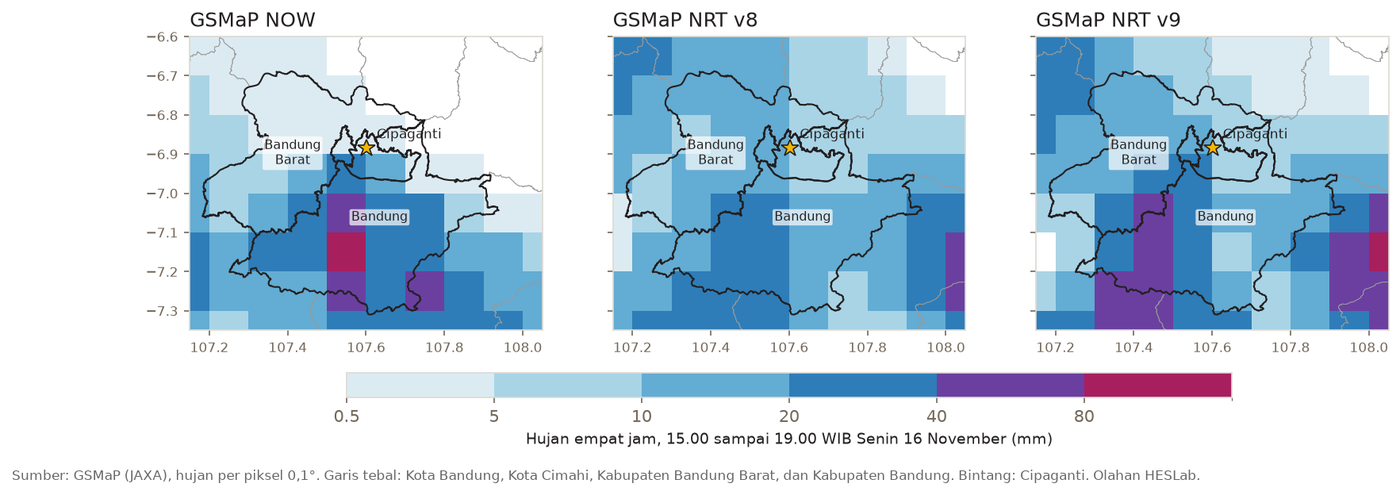 GSMaP NOW
GSMaP NRT v8
GSMaP NRT v9
−6.6
−6.7
−6.8
−6.9
−7.0
−7.1
−7.2
−7.3
Cipaganti
Bandung
Barat
Bandung
Cipaganti
Bandung
Barat
Bandung
Cipaganti
Bandung
Barat
Bandung
107.2 107.4 107.6 107.8 108.0
107.2 107.4 107.6 107.8 108.0
107.2 107.4 107.6 107.8 108.0
0.5 5 10 20 40 80
Hujan empat jam, 15.00 sampai 19.00 WIB Senin 16 November (mm)
Sumber: GSMaP (JAXA), hujan per piksel 0,1°. Garis tebal: Kota Bandung, Kota Cimahi, Kabupaten Bandung Barat, dan Kabupaten Bandung. Bintang: Cipaganti. Olahan HESLab.